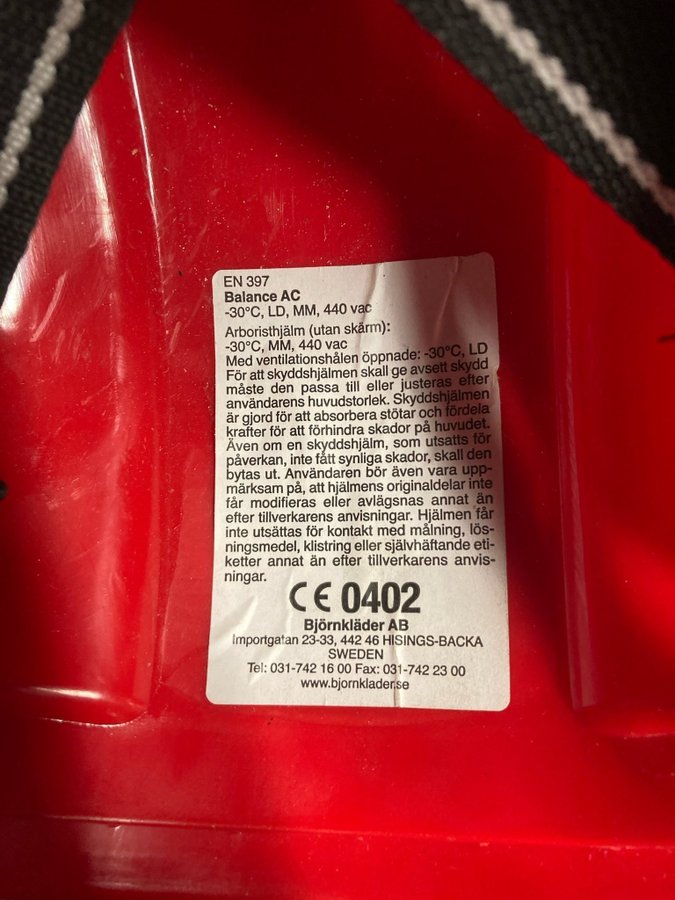 EN 397
Balance AC
-30°C, LD, MM, 440 vac
Arboristhjälm (utan skärm):
-30°C, MM, 440 vac
Med ventilationshålen öppnade: -30°C, LD
För att skyddshjälmen skall ge avsett skydd
måste den passa till eller justeras efter
användarens huvudstorlek. Skyddshjälmen
är gjord för att absorbera stötar och fördela
krafter för att förhindra skador på huvudet.
Även om en skyddshjälm, som utsatts för
påverkan, inte fått synliga skador, skall den
bytas ut. Användaren bör även vara upp-
märksam på, att hjälmens originaldelar inte
får modifieras eller avlägsnas annat än
efter tillverkarens anvisningar. Hjälmen får
inte utsättas för kontakt med målning, lös-
ningsmedel, klistring eller självhäftande eti-
ketter annat än efter tillverkarens anvis-
ningar.
CE 0402
Björnkläder AB
Importgatan 23-33, 442 46 HISINGS-BACKA
SWEDEN
Tel: 031-742 16 00 Fax: 031-742 23 00
www.bjornklader.se